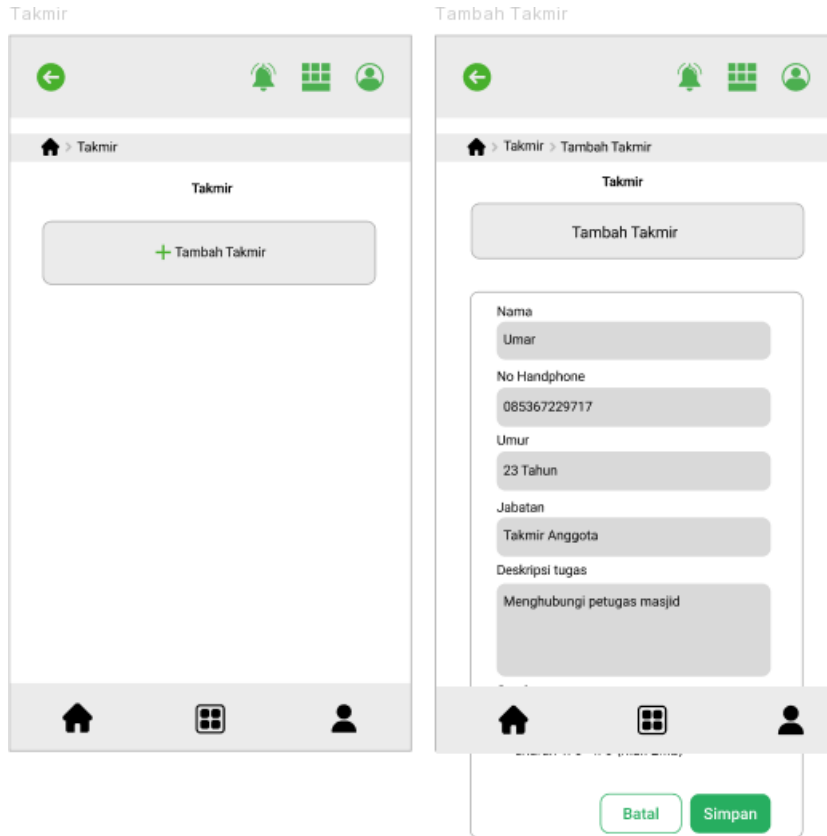 Takmir
> Takmir
Takmir
+ Tambah Takmir
Tambah Takmir
> Takmir > Tambah Takmir
Takmir
Tambah Takmir
Nama
Umar
No Handphone
085367229717
Umur
23 Tahun
Jabatan
Takmir Anggota
Deskripsi tugas
Menghubungi petugas masjid
Batal
Simpan